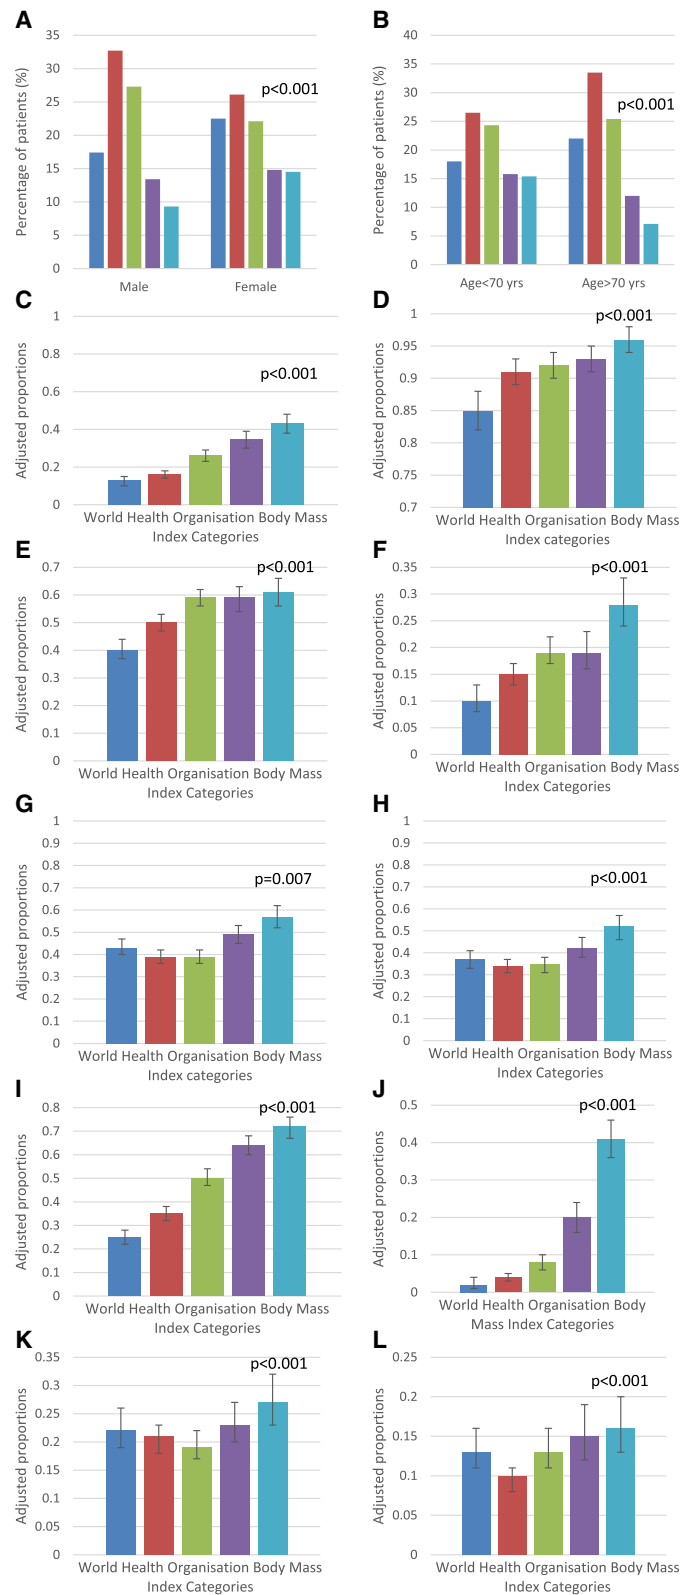 A
Percentage of patients (%)
35
30
25
20
15
10
5
0
p<0.001
Male
Female
B
Percentage of patients (%)
40
35
30
25
20
15
10
5
0
p<0.001
Age<70 yrs
Age>70 yrs
C
Adjusted proportions
1
0.8
0.6
0.4
0.2
0
p<0.001
World Health Organisation Body Mass
Index Categories
D
Adjusted proportions
1
0.95
0.9
0.85
0.8
0.75
0.7
p<0.001
World Health Organisation Body Mass
Index categories
E
Adjusted proportions
0.7
0.6
0.5
0.4
0.3
0.2
0.1
0
p<0.001
World Health Organisation Body Mass
Index Categories
F
Adjusted proportions
0.35
0.3
0.25
0.2
0.15
0.1
0.05
0
p<0.001
World Health Organisation Body Mass
Index Categories
G
Adjusted proportions
1
0.9
0.8
0.7
0.6
0.5
0.4
0.3
0.2
0.1
0
p=0.007
World Health Organisation Body Mass
Index categories
H
Adjusted proportions
1
0.9
0.8
0.7
0.6
0.5
0.4
0.3
0.2
0.1
0
p<0.001
World Health Organisation Body Mass
Index Categories
I
Adjusted proportions
0.8
0.7
0.6
0.5
0.4
0.3
0.2
0.1
0
p<0.001
World Health Organisation Body Mass
Index Categories
J
Adjusted proportions
0.5
0.4
0.3
0.2
0.1
0
p<0.001
World Health Organisation Body
Mass Index Categories
K
Adjusted proportions
0.35
0.3
0.25
0.2
0.15
0.1
0.05
0
p<0.001
World Health Organisation Body Mass
Index Categories
L
Adjusted proportions
0.25
0.2
0.15
0.1
0.05
0
p<0.001
World Health Organisation Body Mass
Index Categories